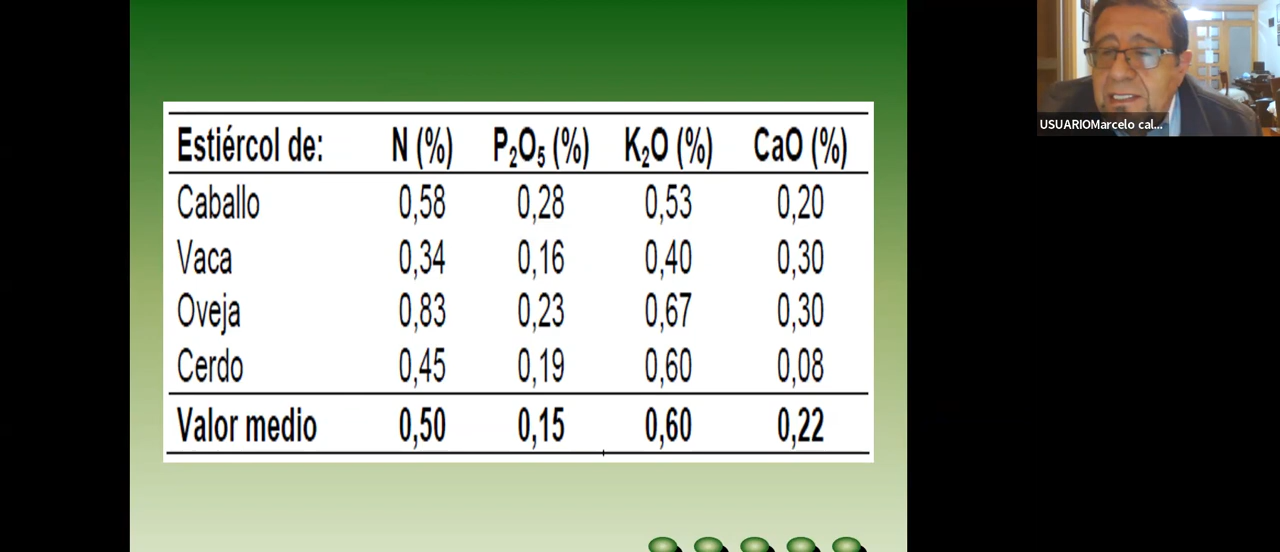 Estiércol de: N (%) P₂O₅ (%) K₂O (%) CaO (%)
Caballo 0,58 0,28 0,53 0,20
Vaca 0,34 0,16 0,40 0,30
Oveja 0,83 0,23 0,67 0,30
Cerdo 0,45 0,19 0,60 0,08
Valor medio 0,50 0,15 0,60 0,22
USUARIOMarcelo cal...